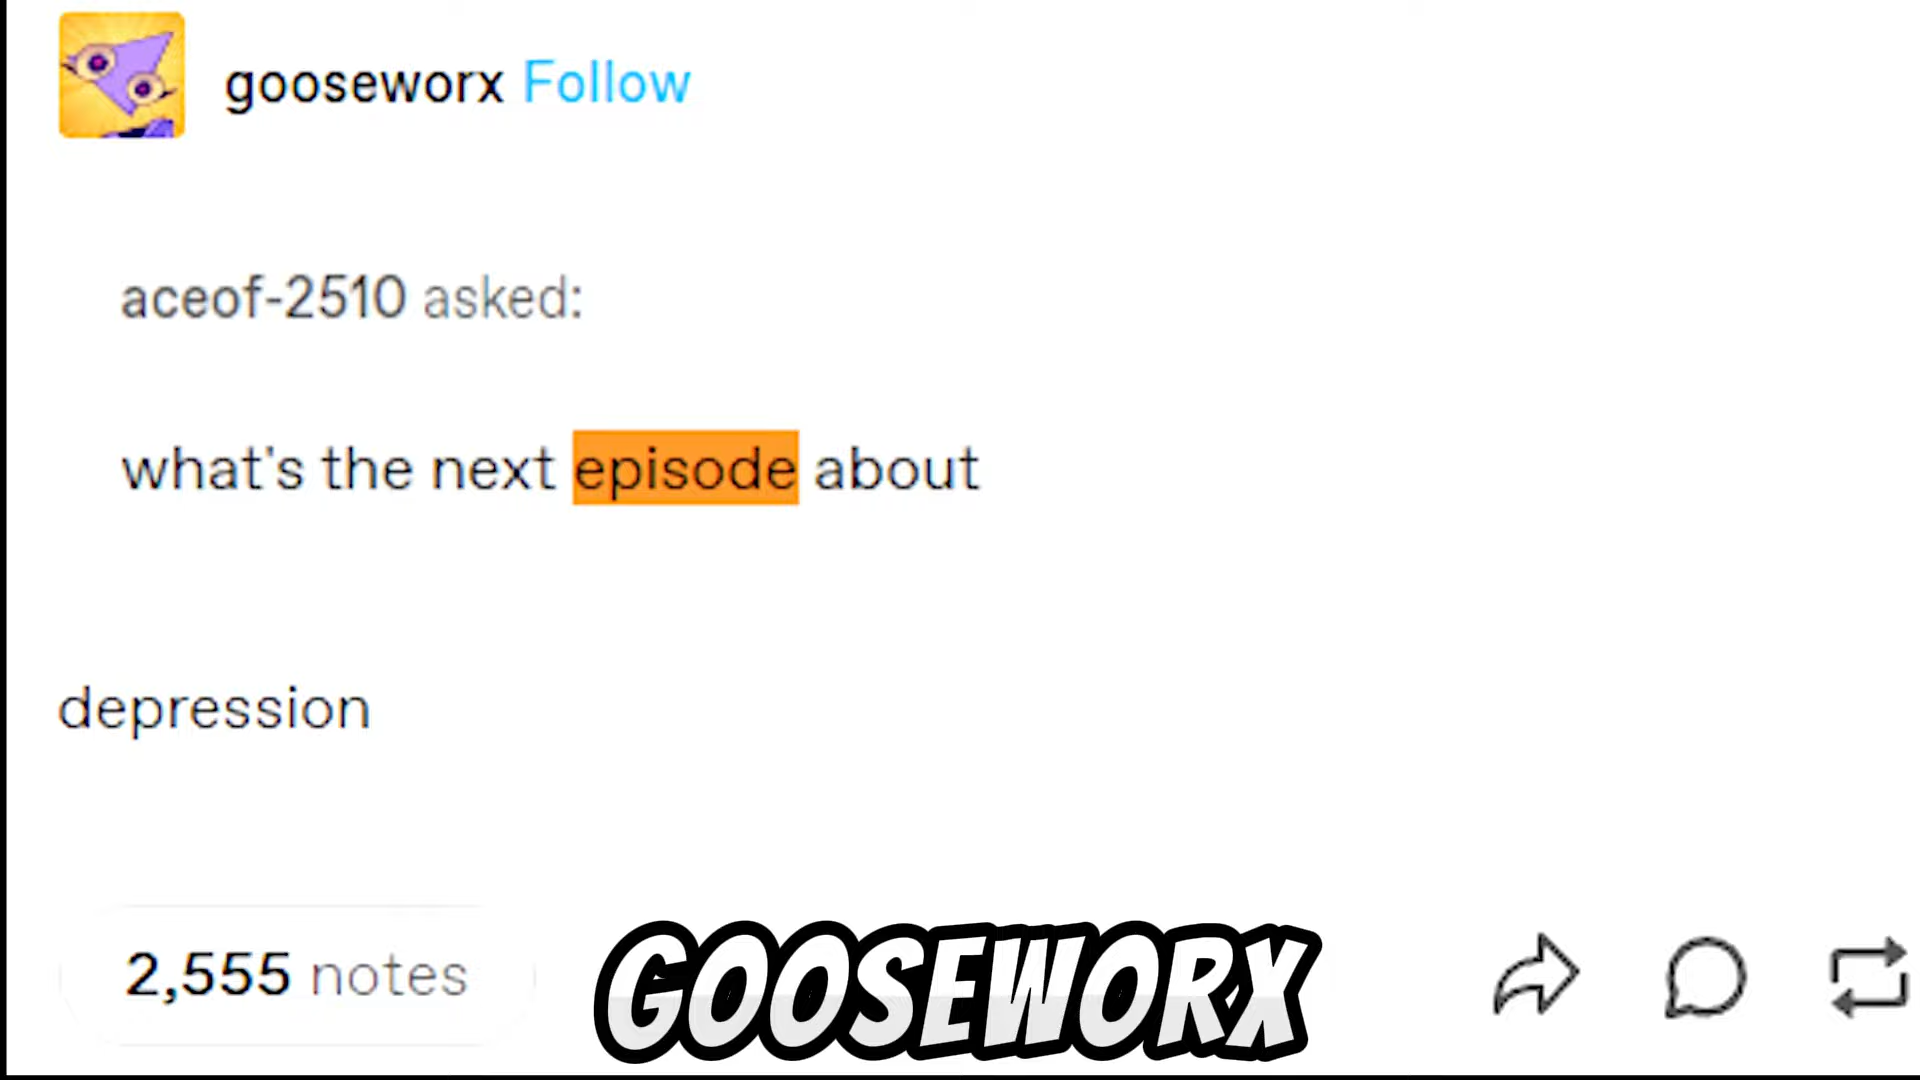 gooseworx Follow
aceof-2510 asked:
what's the next episode about
depression
2,555 notes
GOOSEWORX